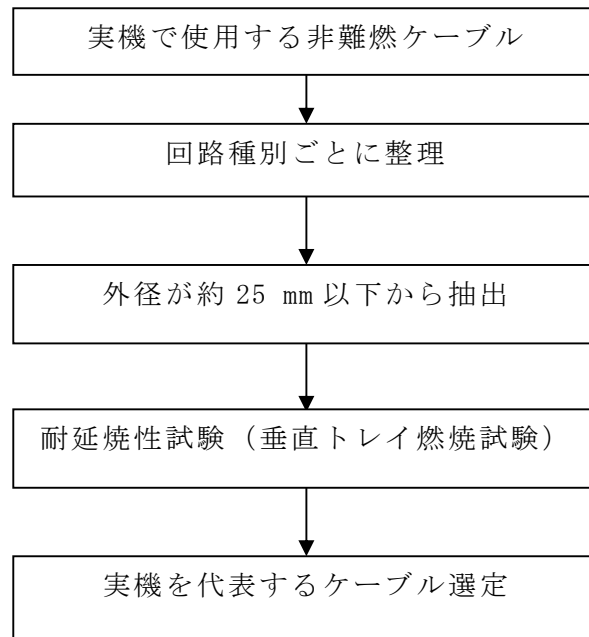 実機で使用する非難燃ケーブル
回路種別ごとに整理
外径が約 25 mm 以下から抽出
耐延焼性試験（垂直トレイ燃焼試験）
実機を代表するケーブル選定